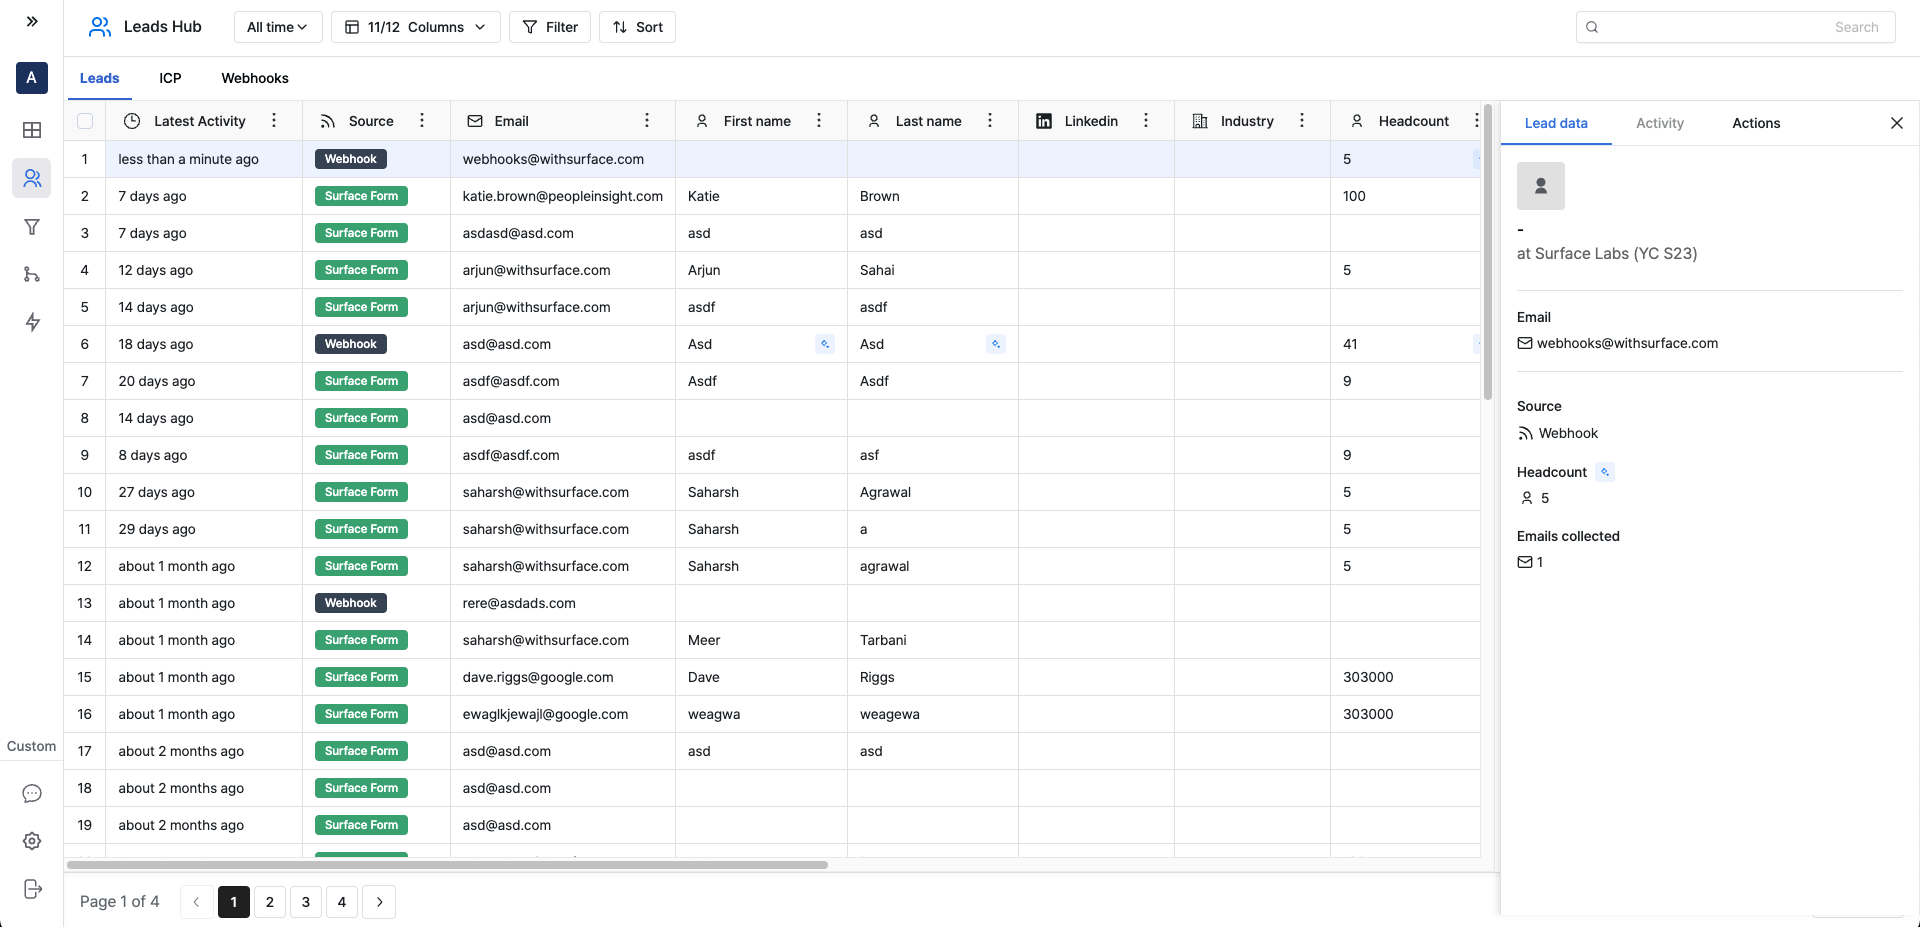 Leads Hub
All time
11/12 Columns
Filter
Sort
Search
A
Leads
ICP
Webhooks
Latest Activity Source Email First name Last name in Linkedin Industry Headcount
1 less than a minute ago Webhook webhooks@withsurface.com 5
2 7 days ago Surface Form katie.brown@peopleinsight.com Katie Brown 100
3 7 days ago Surface Form asdasd@asd.com asd asd
4 12 days ago Surface Form arjun@withsurface.com Arjun Sahai 5
5 14 days ago Surface Form arjun@withsurface.com asdf asdf
6 18 days ago Webhook asd@asd.com Asd Asd 41
7 20 days ago Surface Form asdf@asdf.com Asdf Asdf 9
8 14 days ago Surface Form asd@asd.com
9 8 days ago Surface Form asdf@asdf.com asdf asf 9
10 27 days ago Surface Form saharsh@withsurface.com Saharsh Agrawal 5
11 29 days ago Surface Form saharsh@withsurface.com Saharsh a 5
12 about 1 month ago Surface Form saharsh@withsurface.com Saharsh agrawal 5
13 about 1 month ago Webhook rere@asdads.com
14 about 1 month ago Surface Form saharsh@withsurface.com Meer Tarbani
15 about 1 month ago Surface Form dave.riggs@google.com Dave Riggs 303000
16 about 1 month ago Surface Form ewaglkjewajl@google.com weagwa weagewa 303000
17 about 2 months ago Surface Form asd@asd.com asd asd
18 about 2 months ago Surface Form asd@asd.com
19 about 2 months ago Surface Form asd@asd.com
Custom
Page 1 of 4
1 2 3 4
Lead data
Activity
Actions
-
at Surface Labs (YC S23)
Email
webhooks@withsurface.com
Source
Webhook
Headcount
5
Emails collected
1